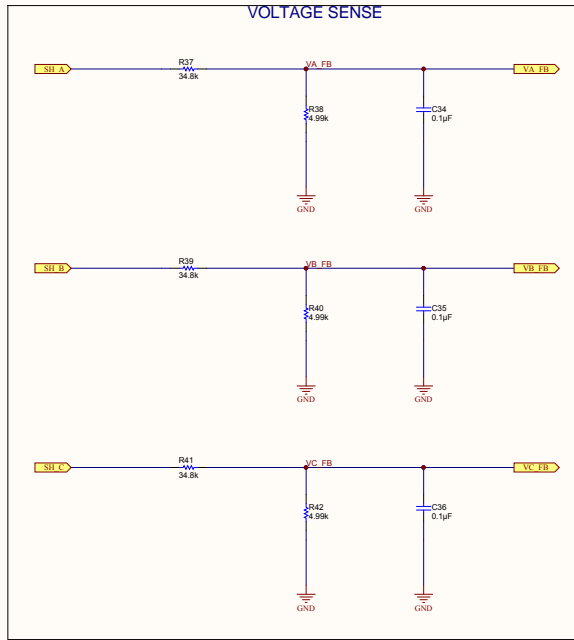 VOLTAGE SENSE
R37
SH_A
VA_FB
VA_FB
34.8k
R38
4.99k
C34
0.1µF
GND
GND
R39
SH_B
VB_FB
VB_FB
34.8k
R40
4.99k
C35
0.1µF
GND
GND
R41
SH_C
VC_FB
VC_FB
34.8k
R42
4.99k
C36
0.1µF
GND
GND